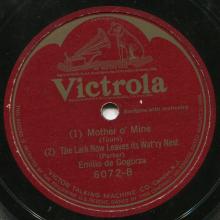 Victrola
(1) Mother o' Mine
(Tours)
(2) The Lark Now Leaves its Wat'ry Nest
(Parker)
Emilio de Gogorza
6072-B
VICTOR TALKING MACHINE CO.